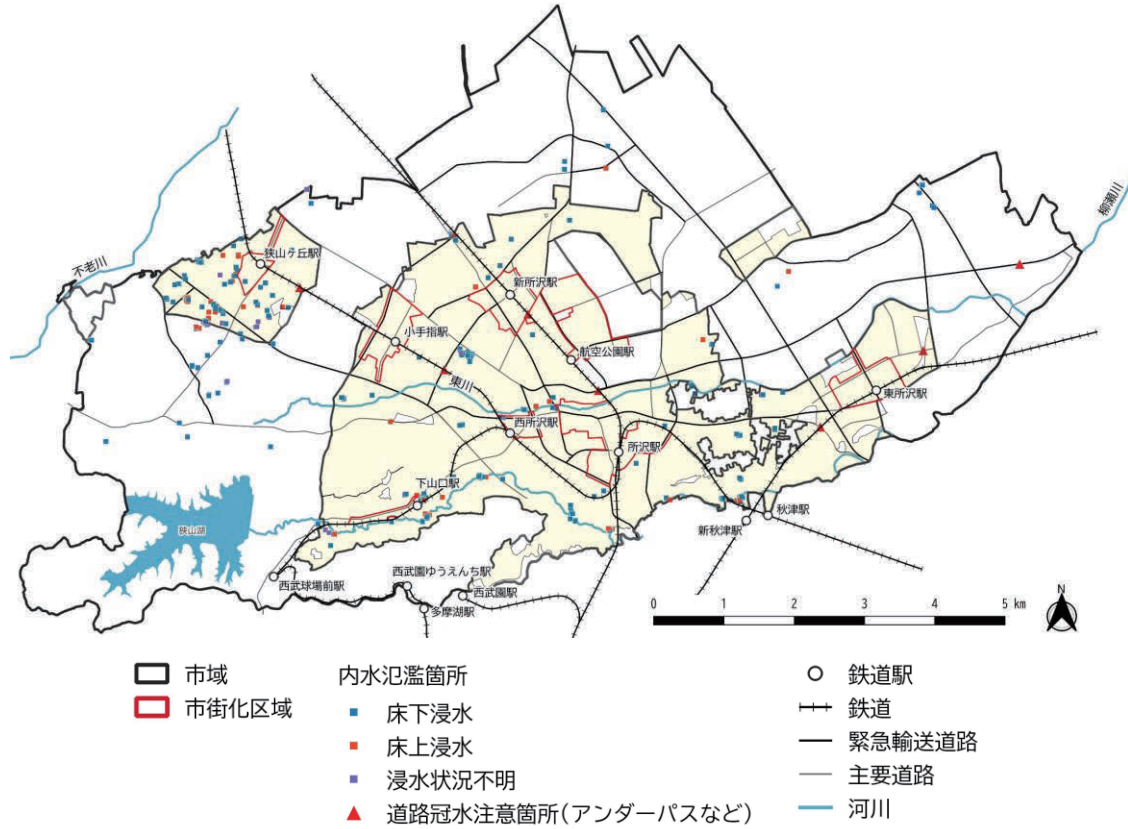 不老川
柳瀬川
狭山ヶ丘駅
新所沢駅
小手指駅
航空公園駅
東川
東所沢駅
西所沢駅
所沢駅
下山口駅
狭山湖
秋津駅
新秋津駅
西武園ゆうえんち駅
西武球場前駅
西武園駅
多摩湖駅
N
0 1 2 3 4 5 km
市域
市街化区域
内水氾濫箇所
床下浸水
床上浸水
浸水状況不明
道路冠水注意箇所(アンダーパスなど)
鉄道駅
鉄道
緊急輸送道路
主要道路
河川